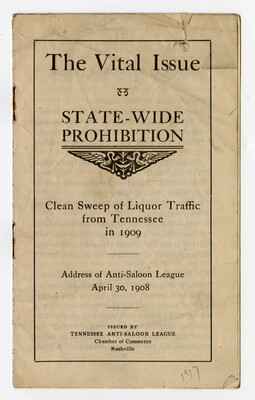 The Vital Issue
STATE-WIDE
PROHIBITION
Clean Sweep of Liquor Traffic
from Tennessee
in 1909
Address of Anti-Saloon League
April 30, 1908
ISSUED BY
TENNESSEE ANTI-SALOON LEAGUE
Chamber of Commerce
Nashville